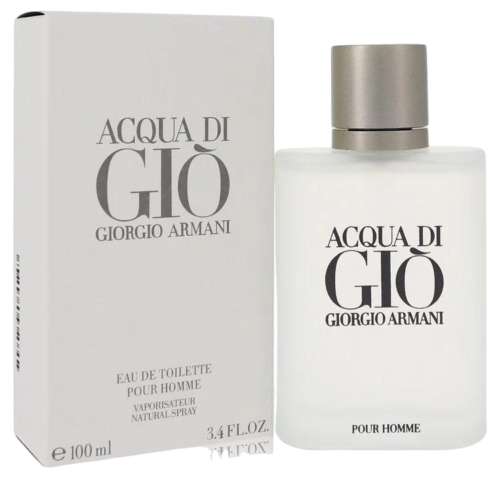 ACQUA DI
GIÒ
GIORGIO ARMANI
EAU DE TOILETTE
POUR HOMME
VAPORISATEUR
NATURAL SPRAY
e 100 ml
3.4 FL.OZ.
ACQUA DI
GIÒ
GIORGIO ARMANI
POUR HOMME